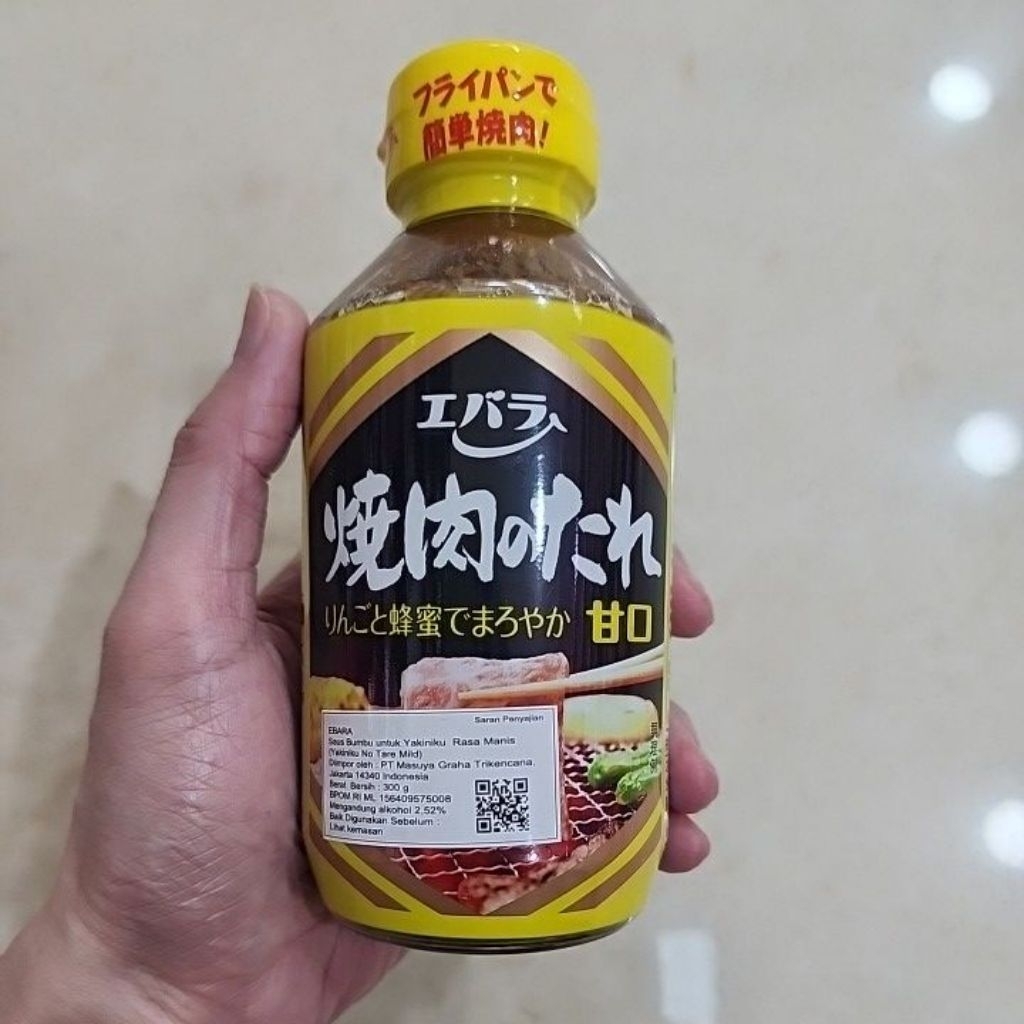 フライパンで
簡単焼肉!
エバラ
焼肉のたれ
りんごと蜂蜜でまろやか 甘口
Saran Penyajian
EBARA
Saus Bumbu untuk Yakiniku Rasa Manis
(Yakiniku No Tare Mild)
Diimpor oleh : PT Masuya Graha Trikencana,
Jakarta 14340 Indonesia
Berat Bersih : 300 g
BPOM RI ML 156409575008
Mengandung alkohol 2,52%
Baik Digunakan Sebelum :
Lihat kemasan